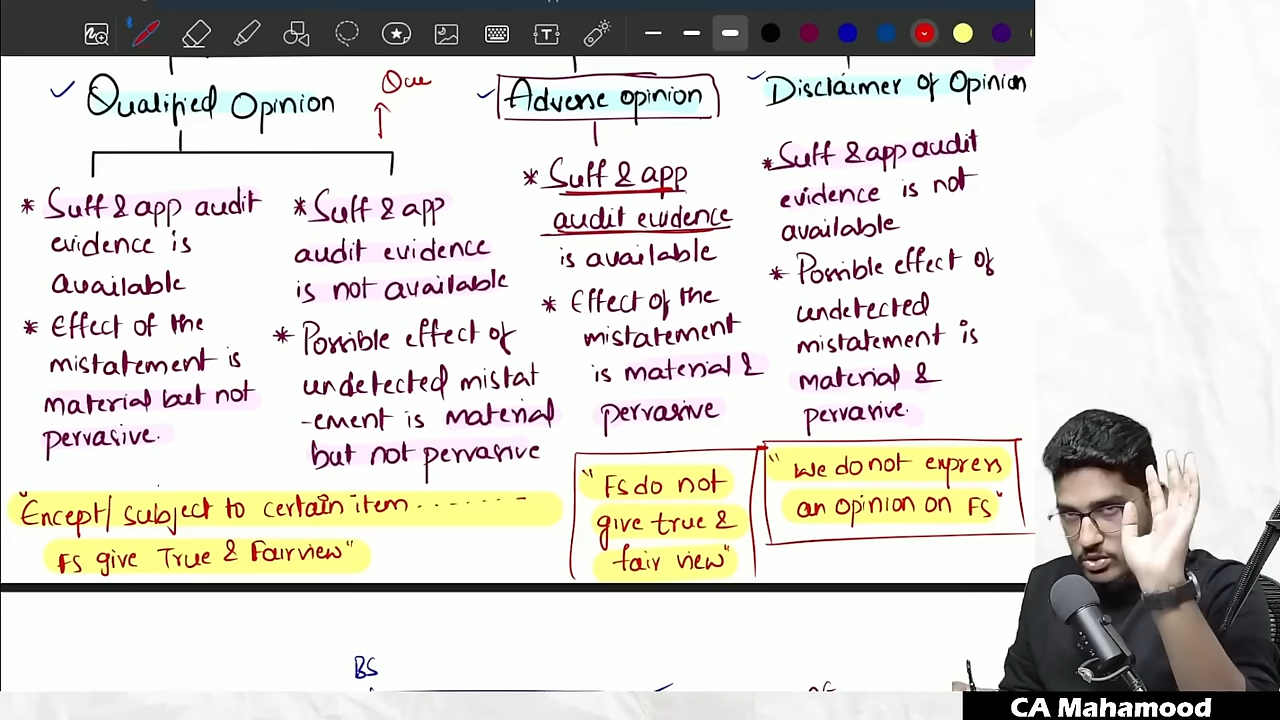 Qualified Opinion
* Suff & app audit
evidence is
available
* Effect of the
mistatement is
material but not
pervasive.
* Suff & app
audit evidence
is not available
* Possible effect of
undetected mistat
-ement is material
but not pervasive
"Except/ subject to certain item.......
FS give True & Fairview"
Adverse opinion
* Suff & app
audit evidence
is available
* Effect of the
mistatement
is material &
pervasive
"FS do not
give true &
fair view"
Disclaimer of Opinion
* Suff & app audit
evidence is not
available
* Possible effect of
undetected
mistatement is
material &
pervasive.
"We do not express
an opinion on FS"
BS
CA Mahamood